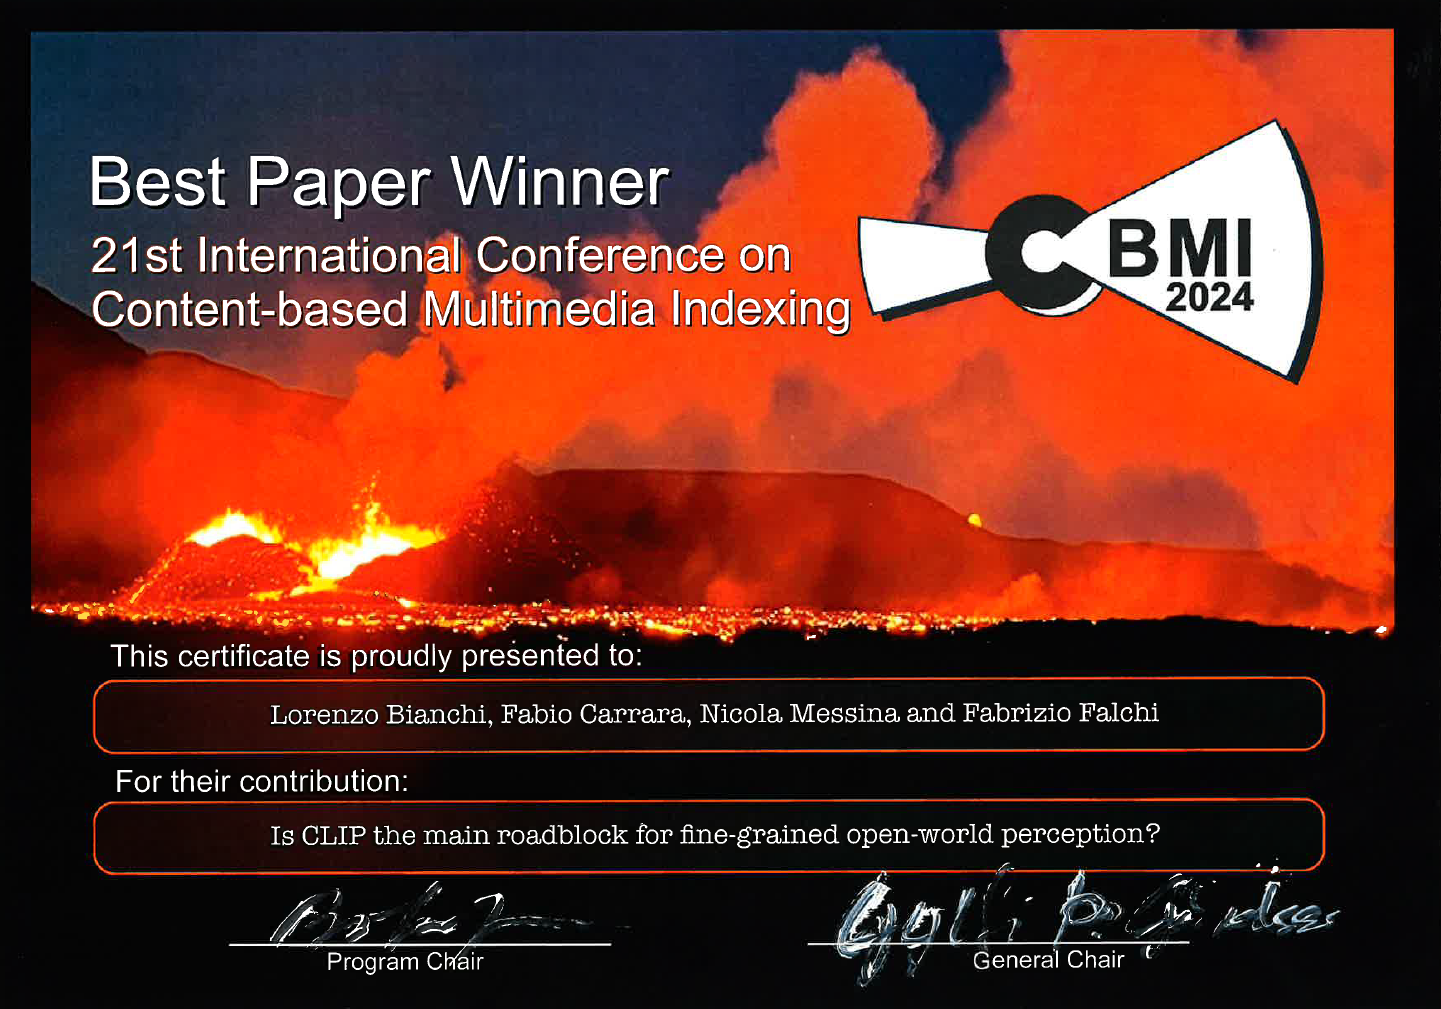 Best Paper Winner
21st International Conference on
Content-based Multimedia Indexing
CBMI
2024
This certificate is proudly presented to:
Lorenzo Bianchi, Fabio Carrara, Nicola Messina and Fabrizio Falchi
For their contribution:
Is CLIP the main roadblock for fine-grained open-world perception?
Program Chair
General Chair